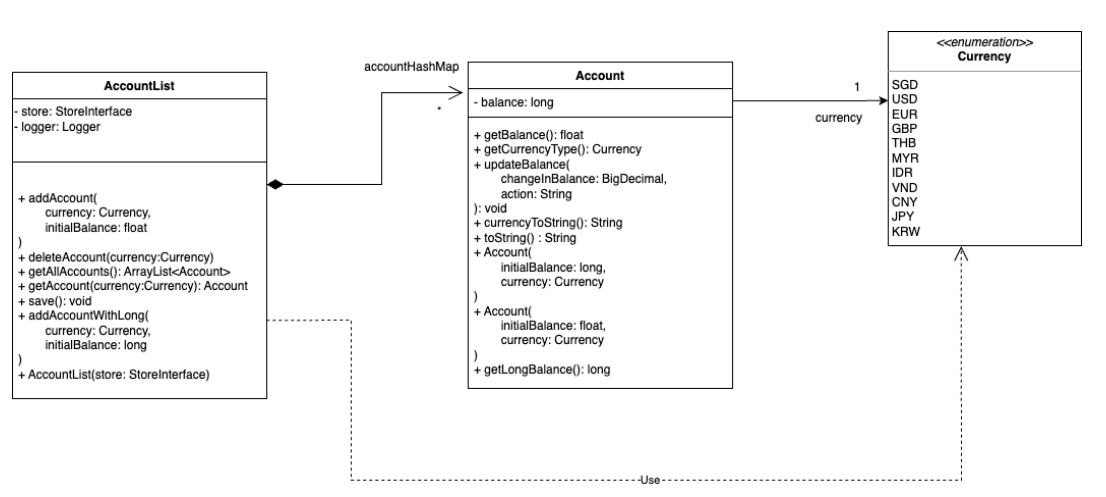 AccountList
- store: StoreInterface
- logger: Logger
+ addAccount(
currency: Currency,
initialBalance: float
)
+ deleteAccount(currency:Currency)
+ getAllAccounts(): ArrayList<Account>
+ getAccount(currency:Currency): Account
+ save(): void
+ addAccountWithLong(
currency: Currency,
initialBalance: long
)
+ AccountList(store: StoreInterface)
accountHashMap
*
Account
- balance: long
+ getBalance(): float
+ getCurrencyType(): Currency
+ updateBalance(
changeInBalance: BigDecimal,
action: String
): void
+ currencyToString(): String
+ toString() : String
+ Account(
initialBalance: long,
currency: Currency
)
+ Account(
initialBalance: float,
currency: Currency
)
+ getLongBalance(): long
1
currency
<<enumeration>>
Currency
SGD
USD
EUR
GBP
THB
MYR
IDR
VND
CNY
JPY
KRW
Use